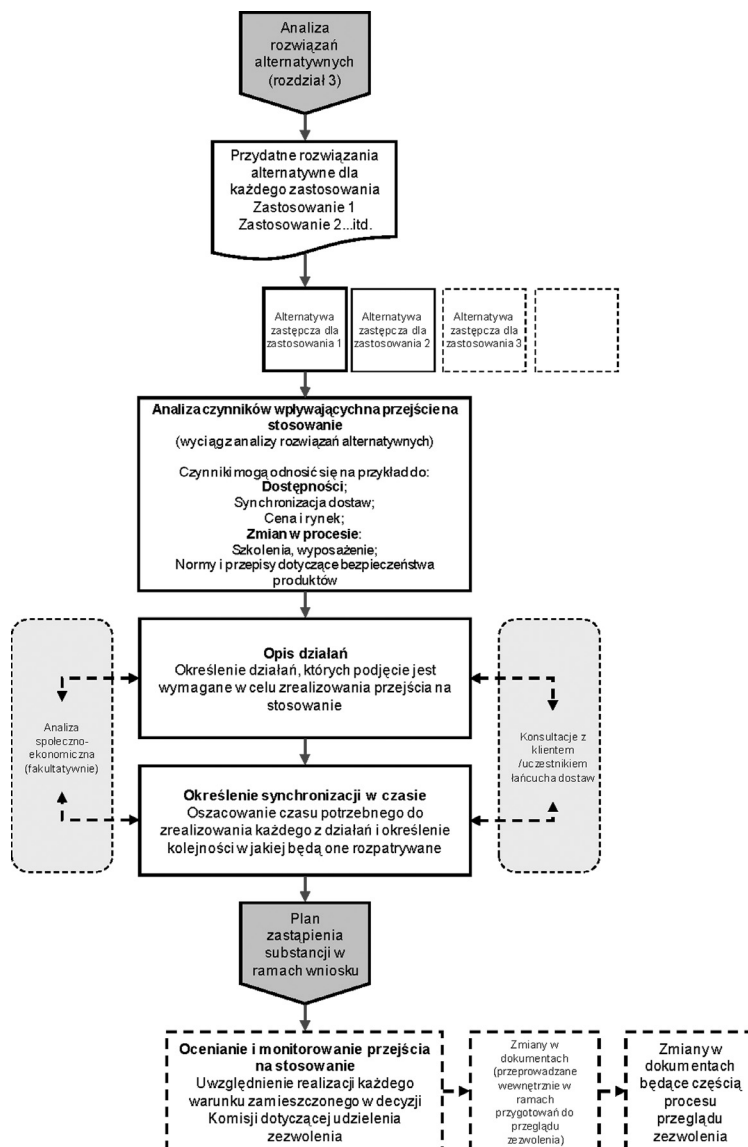 Analiza
rozwiązań
alternatywnych
(rozdział 3)
Przydatne rozwiązania
alternatywne dla
każdego zastosowania
Zastosowanie 1
Zastosowanie 2...itd.
Alternatywa
zastępcza dla
zastosowania 1
Alternatywa
zastępcza dla
zastosowania 2
Alternatywa
zastępcza dla
zastosowania 3
Analiza czynników wpływających na przejście na
stosowanie
(wyciąg z analizy rozwiązań alternatywnych)
Czynniki mogą odnosić się na przykład do:
Dostępności;
Synchronizacja dostaw;
Cena i rynek;
Zmian w procesie:
Szkolenia, wyposażenie;
Normy i przepisy dotyczące bezpieczeństwa
produktów
Opis działań
Określenie działań, których podjęcie jest
wymagane w celu zrealizowania przejścia na
stosowanie
Analiza
społeczno-
ekonomiczna
(fakultatywnie)
Konsultacje z
klientem
/uczestnikiem
łańcucha dostaw
Określenie synchronizacji w czasie
Oszacowanie czasu potrzebnego do
zrealizowania każdego z działań i określenie
kolejności w jakiej będą one rozpatrywane
Plan
zastąpienia
substancji w
ramach wniosku
Ocenianie i monitorowanie przejścia
na stosowanie
Uwzględnienie realizacji każdego
warunku zamieszczonego w decyzji
Komisji dotyczącej udzielenia
zezwolenia
Zmiany w
dokumentach
(przeprowadzane
wewnętrznie w
ramach
przygotowań do
przeglądu
zezwolenia)
Zmiany w
dokumentach
będące częścią
procesu
przeglądu
zezwolenia